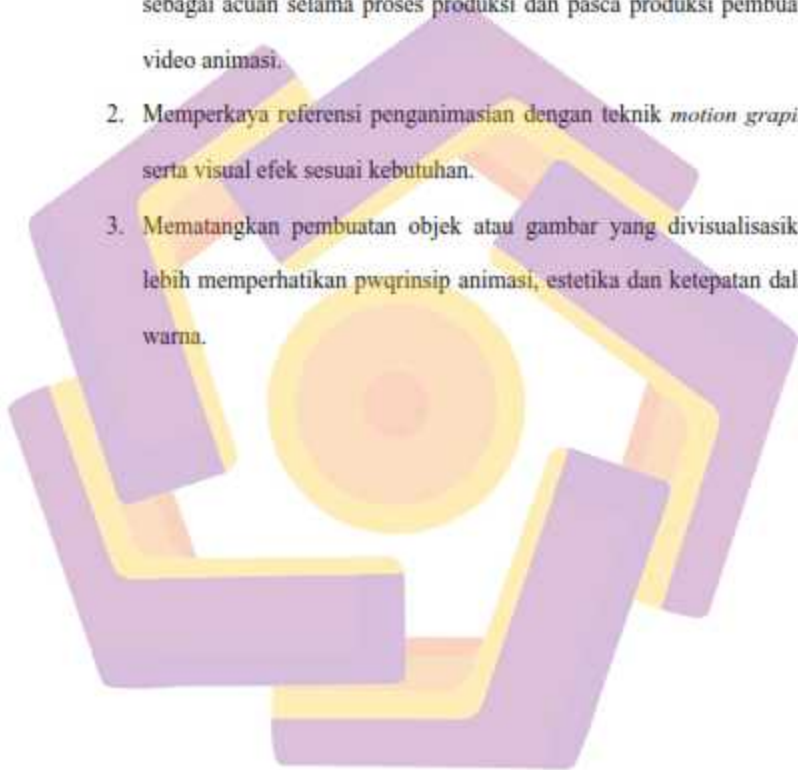 sebagai acuan selama proses produksi dan pasca produksi pembua
video animasi.
2. Memperkaya referensi penganimasian dengan teknik motion grapi
serta visual efek sesuai kebutuhan.
3. Mematangkan pembuatan objek atau gambar yang divisualisasik
lebih memperhatikan pwqrinsip animasi, estetika dan ketepatan dal
warna.